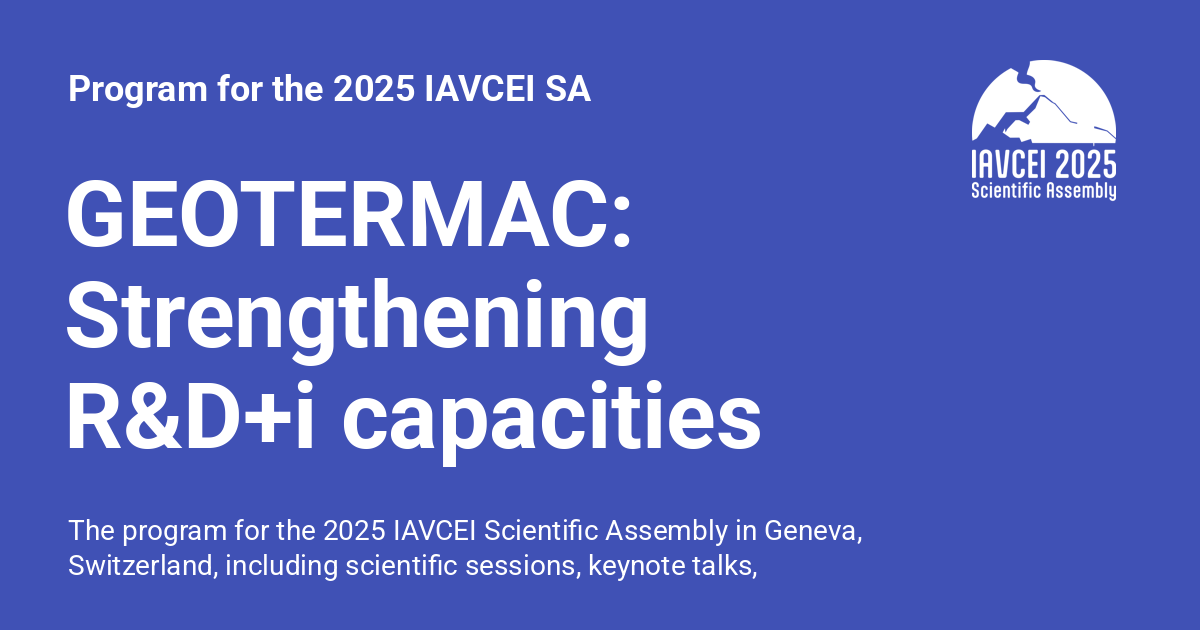 Program for the 2025 IAVCEI SA
IAVCEI 2025
Scientific Assembly
GEOTERMAC:
Strengthening
R&D+i capacities
The program for the 2025 IAVCEI Scientific Assembly in Geneva,
Switzerland, including scientific sessions, keynote talks,